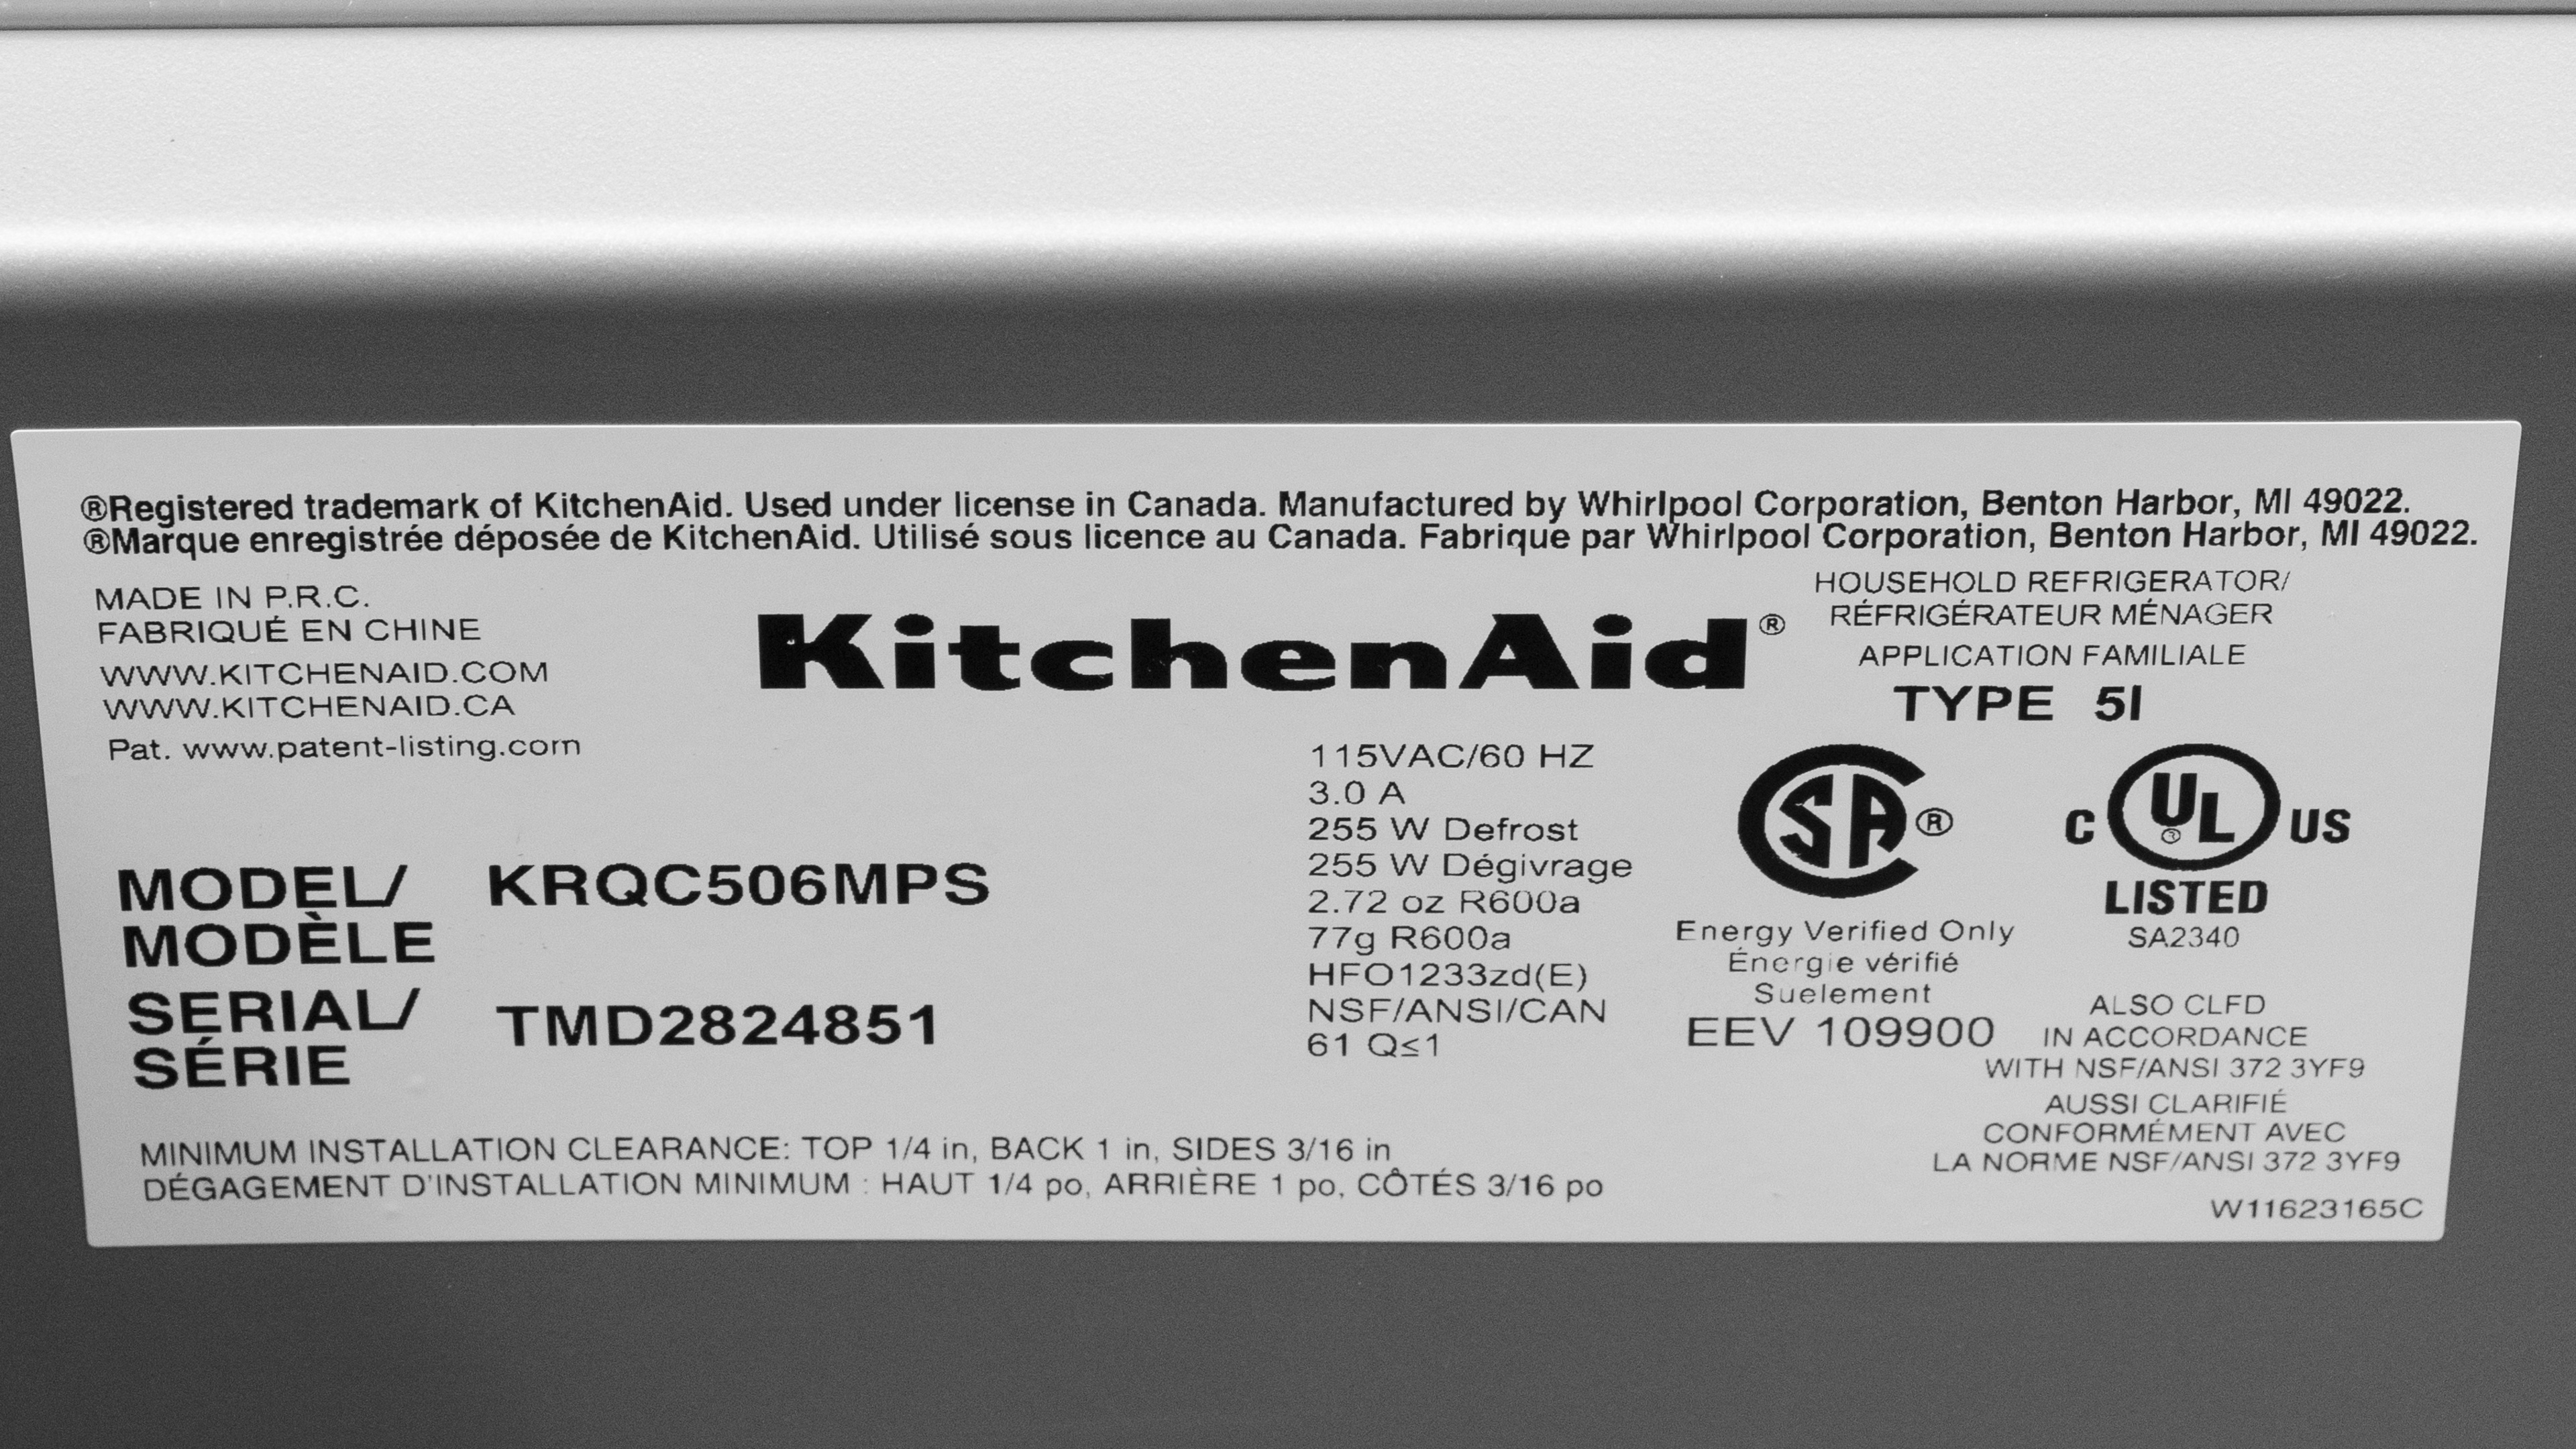 ®Registered trademark of KitchenAid. Used under license in Canada. Manufactured by Whirlpool Corporation, Benton Harbor, MI 49022.
®Marque enregistrée déposée de KitchenAid. Utilisé sous licence au Canada. Fabrique par Whirlpool Corporation, Benton Harbor, MI 49022.
MADE IN P.R.C.
FABRIQUÉ EN CHINE
WWW.KITCHENAID.COM
WWW.KITCHENAID.CA
Pat. www.patent-listing.com
KitchenAid®
HOUSEHOLD REFRIGERATOR/
RÉFRIGÉRATEUR MÉNAGER
APPLICATION FAMILIALE
TYPE 5I
MODEL/ KRQC506MPS
MODÈLE
SERIAL/ TMD2824851
SÉRIE
115VAC/60 HZ
3.0 A
255 W Defrost
255 W Dégivrage
2.72 oz R600a
77g R600a
HFO1233zd(E)
NSF/ANSI/CAN
61 Q≤1
CSA®
Energy Verified Only
Énergie vérifié
Suelement
EEV 109900
C UL® US
LISTED
SA2340
ALSO CLFD
IN ACCORDANCE
WITH NSF/ANSI 372 3YF9
AUSSI CLARIFIÉ
CONFORMÉMENT AVEC
LA NORME NSF/ANSI 372 3YF9
MINIMUM INSTALLATION CLEARANCE: TOP 1/4 in, BACK 1 in, SIDES 3/16 in
DÉGAGEMENT D'INSTALLATION MINIMUM : HAUT 1/4 po, ARRIÈRE 1 po, CÔTÉS 3/16 po
W11623165C